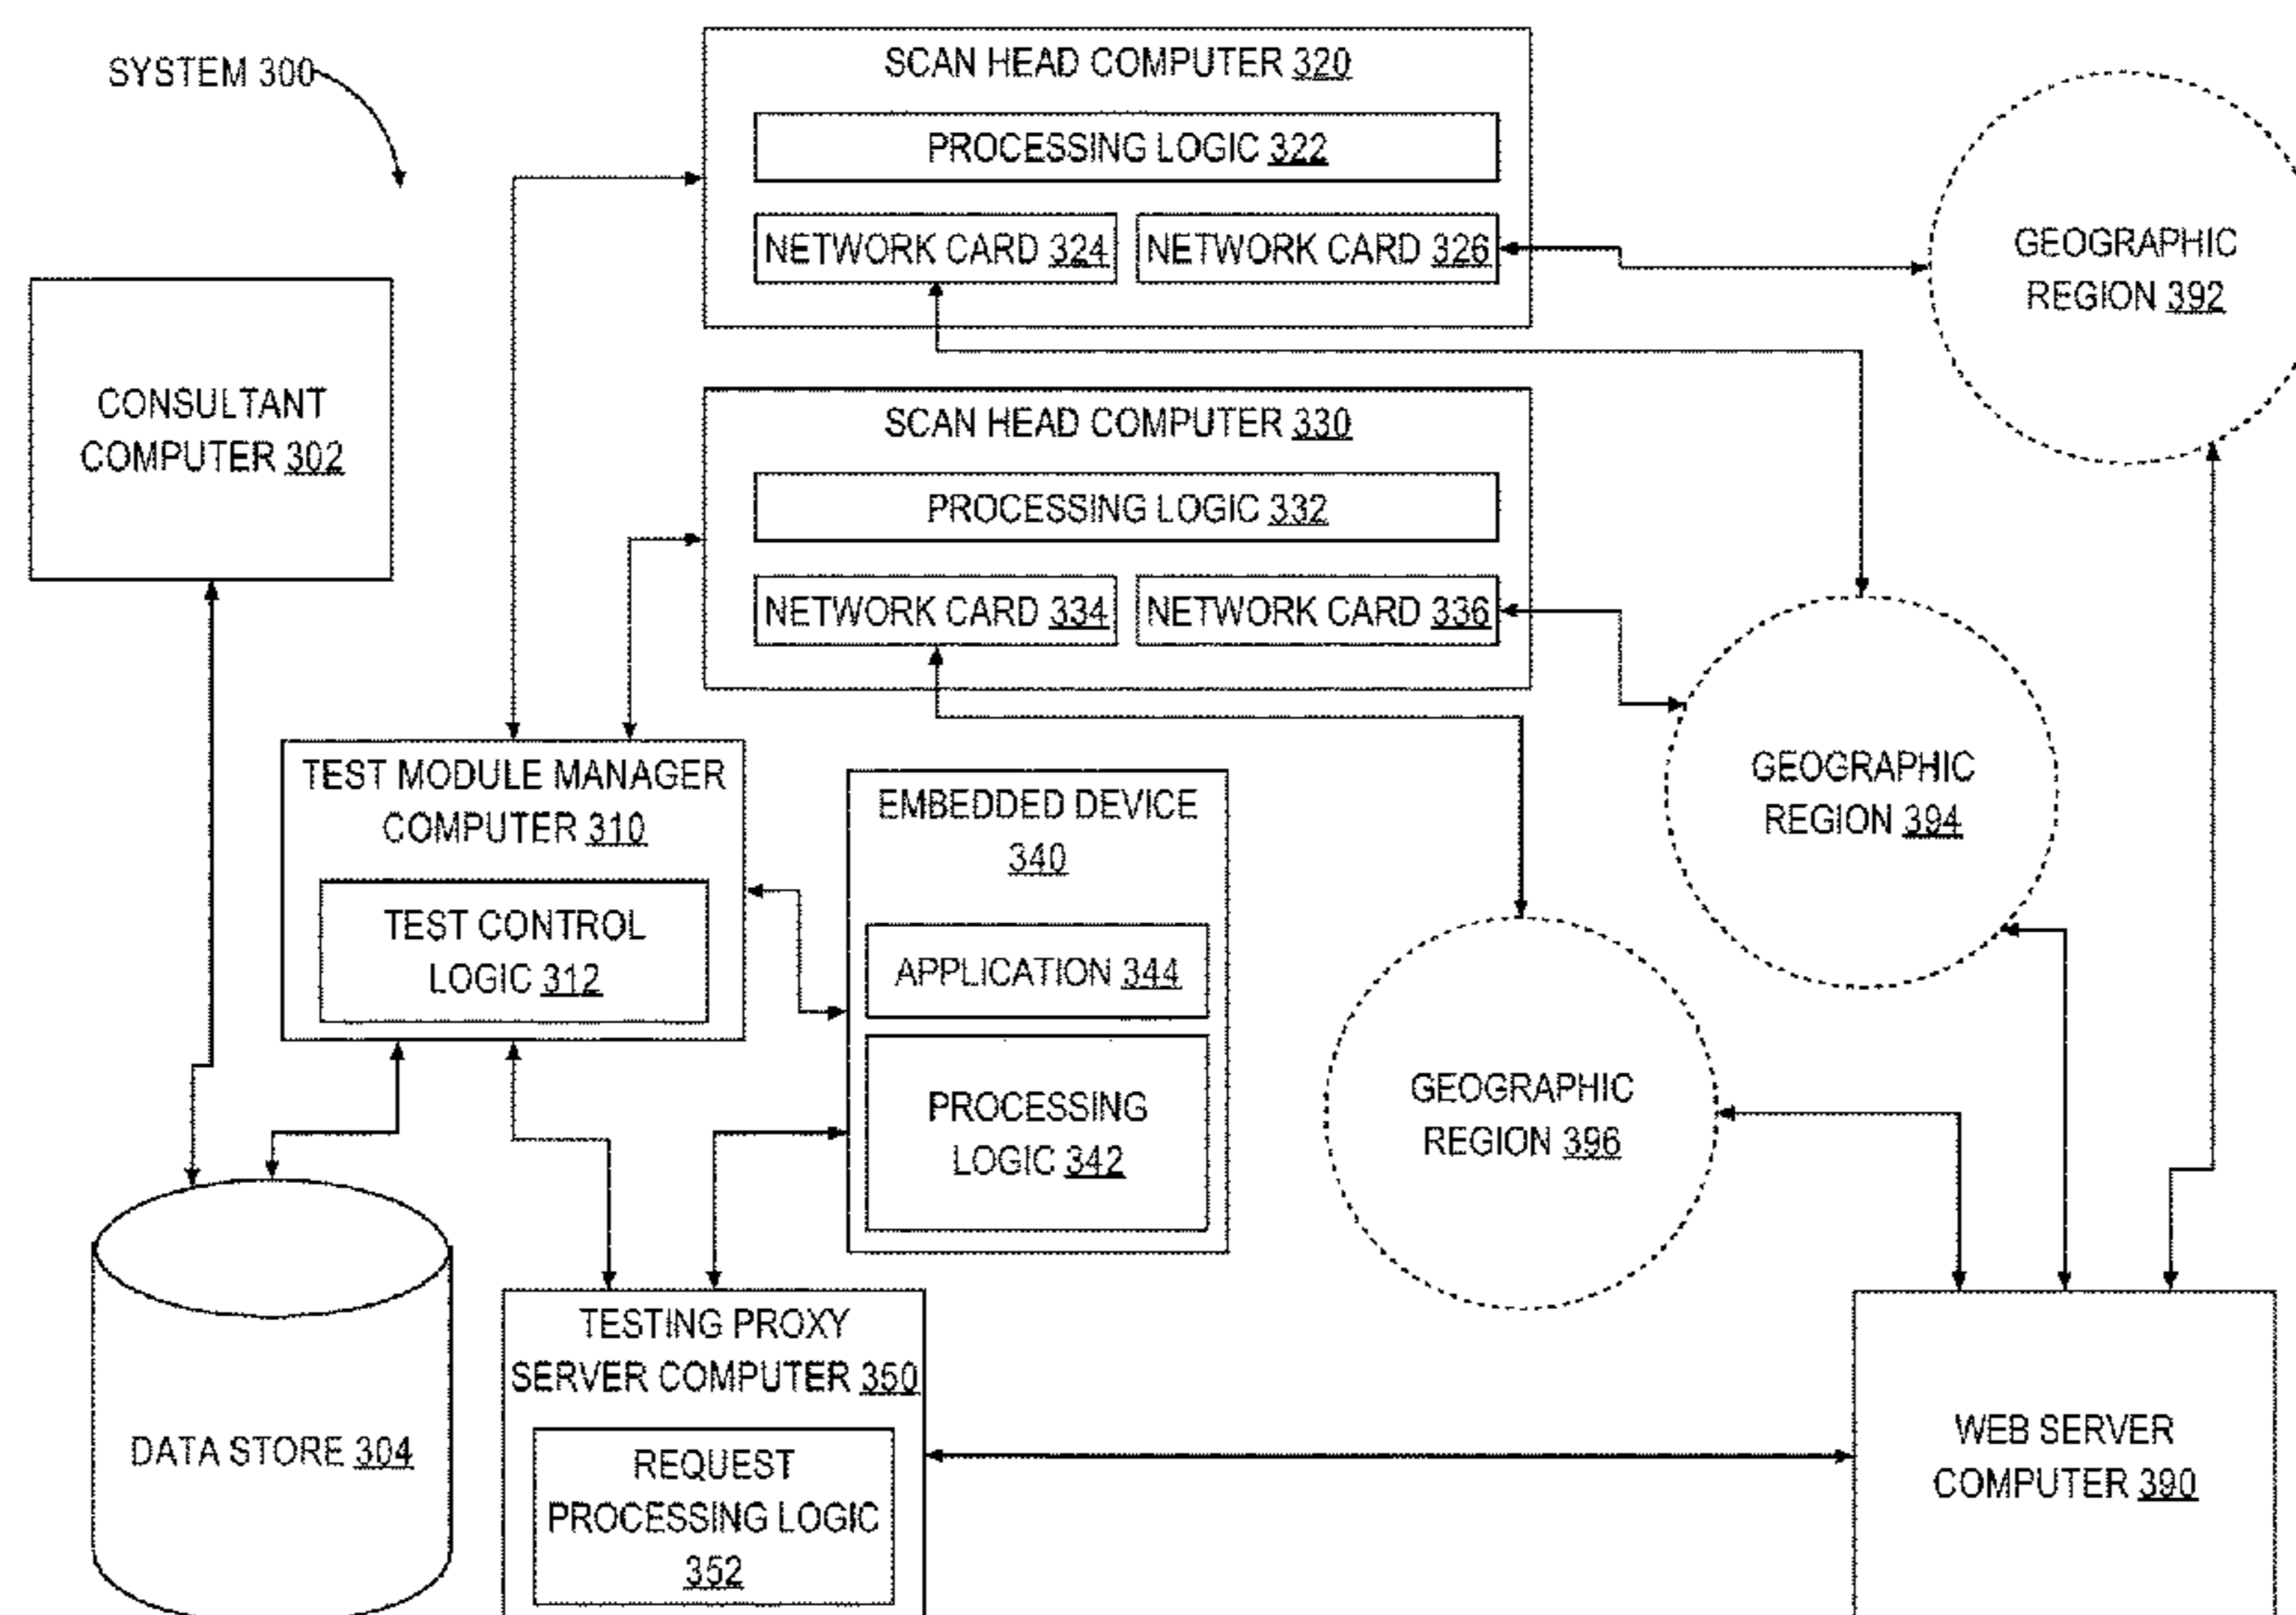 SYSTEM 300
SCAN HEAD COMPUTER 320
PROCESSING LOGIC 322
NETWORK CARD 324
NETWORK CARD 326
GEOGRAPHIC
REGION 392
CONSULTANT
COMPUTER 302
SCAN HEAD COMPUTER 330
PROCESSING LOGIC 332
NETWORK CARD 334
NETWORK CARD 336
TEST MODULE MANAGER
COMPUTER 310
TEST CONTROL
LOGIC 312
EMBEDDED DEVICE
340
APPLICATION 344
PROCESSING
LOGIC 342
GEOGRAPHIC
REGION 394
GEOGRAPHIC
REGION 396
DATA STORE 304
TESTING PROXY
SERVER COMPUTER 350
REQUEST
PROCESSING LOGIC
352
WEB SERVER
COMPUTER 390